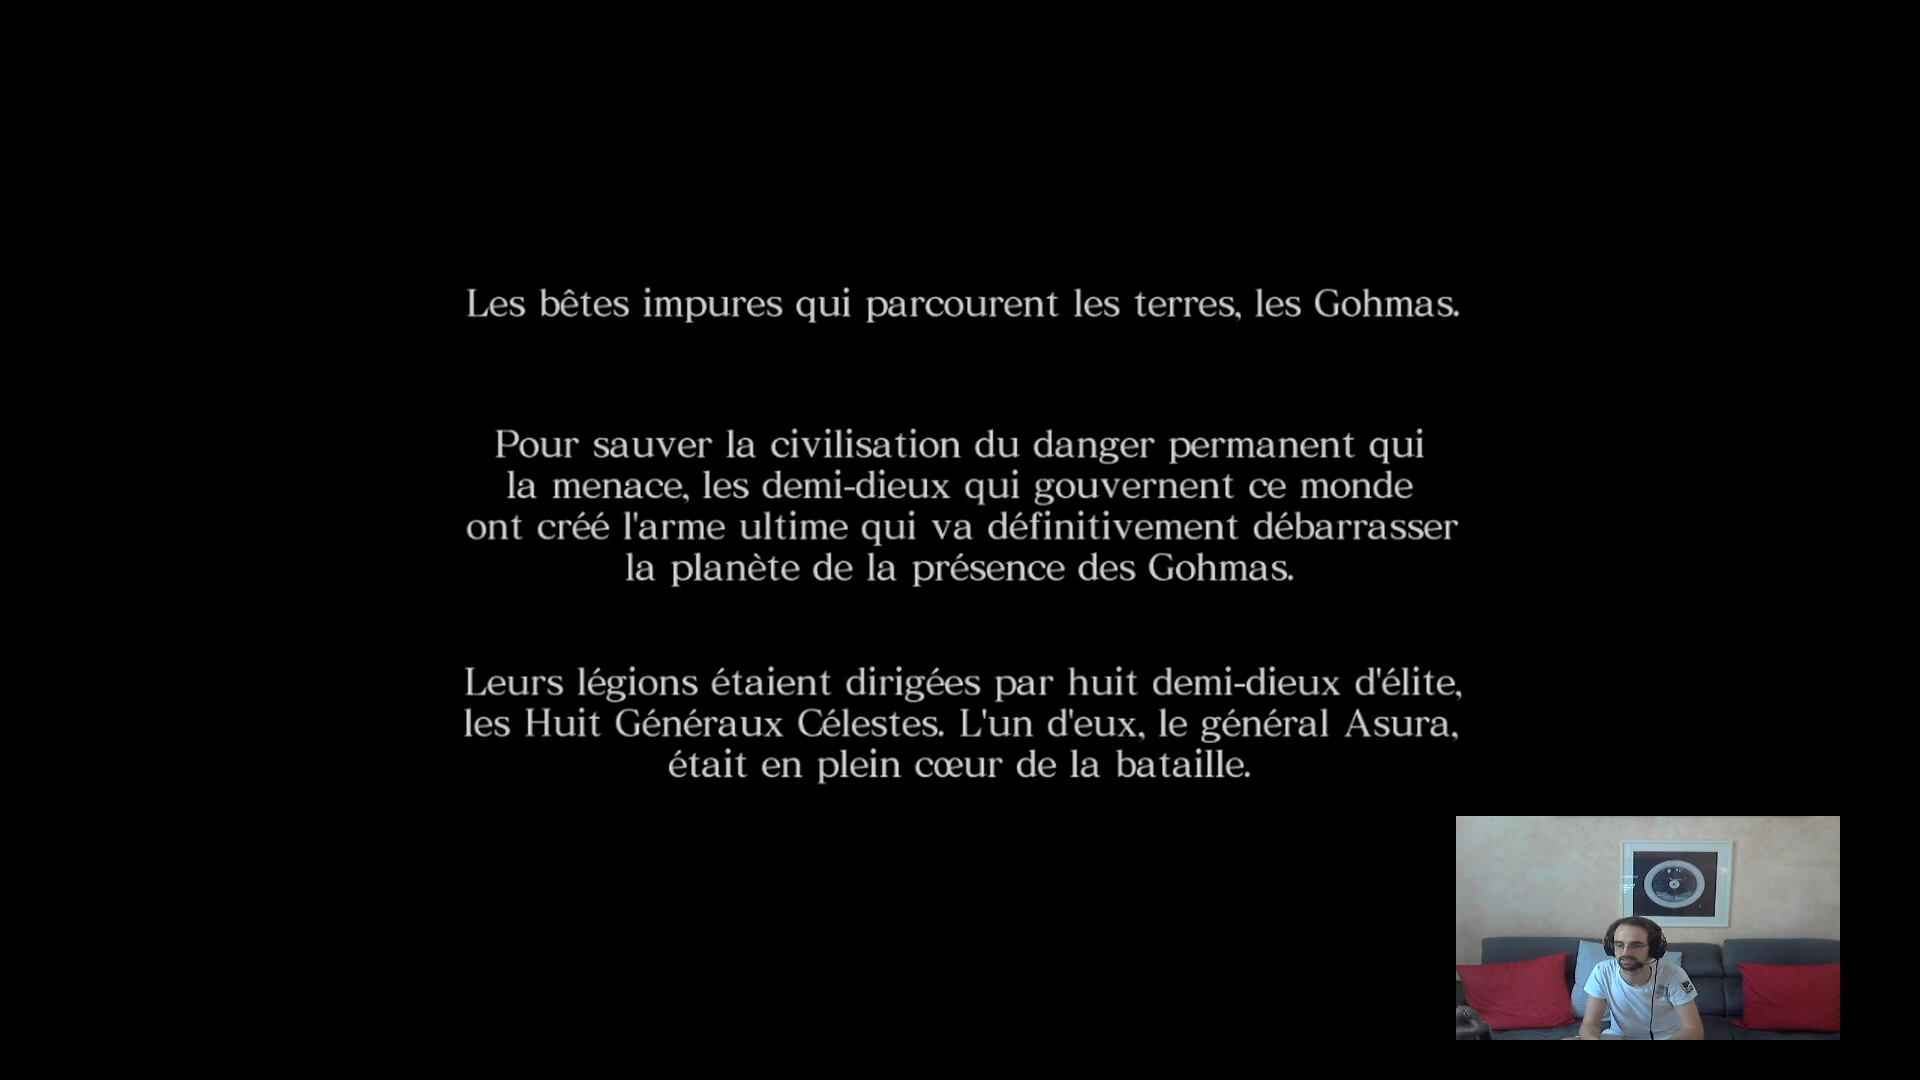 Les bêtes impures qui parcourent les terres, les Gohmas.
Pour sauver la civilisation du danger permanent qui
la menace, les demi-dieux qui gouvernent ce monde
ont créé l'arme ultime qui va définitivement débarrasser
la planète de la présence des Gohmas.
Leurs légions étaient dirigées par huit demi-dieux d'élite,
les Huit Généraux Célestes. L'un d'eux, le général Asura,
était en plein cœur de la bataille.